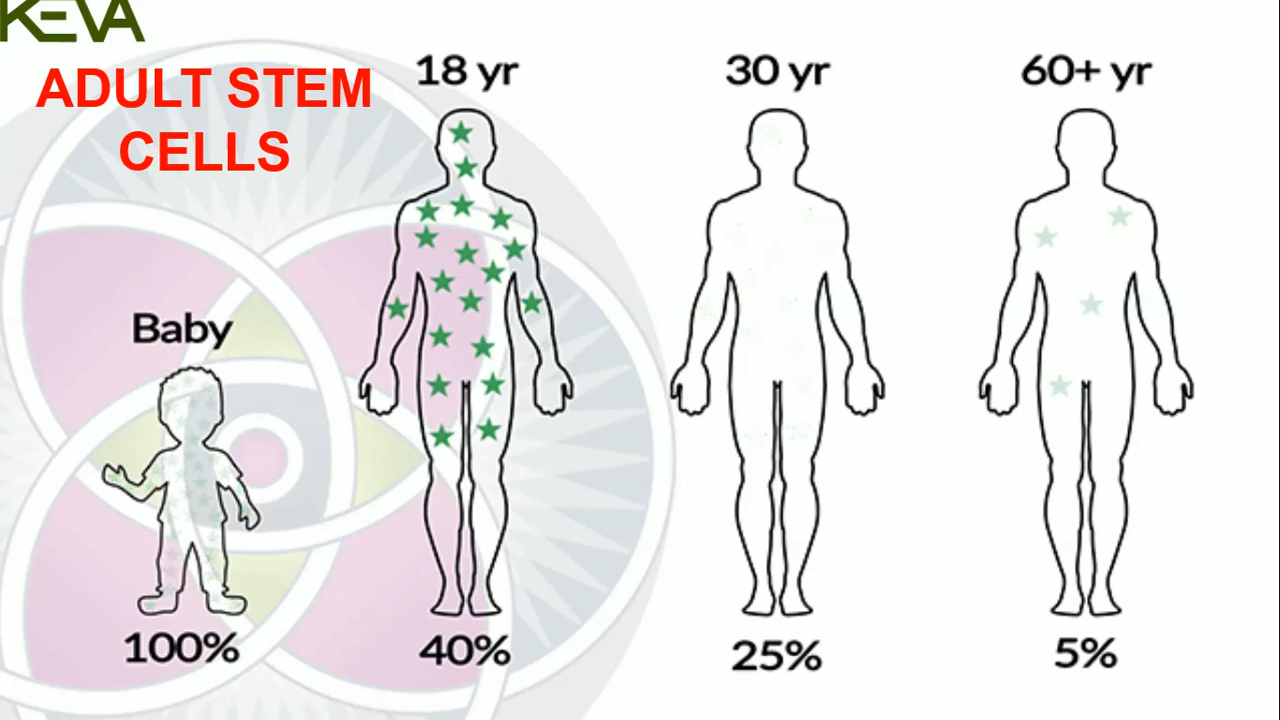 KEVA
ADULT STEM
CELLS
Baby
18 yr
30 yr
60+ yr
100%
40%
25%
5%